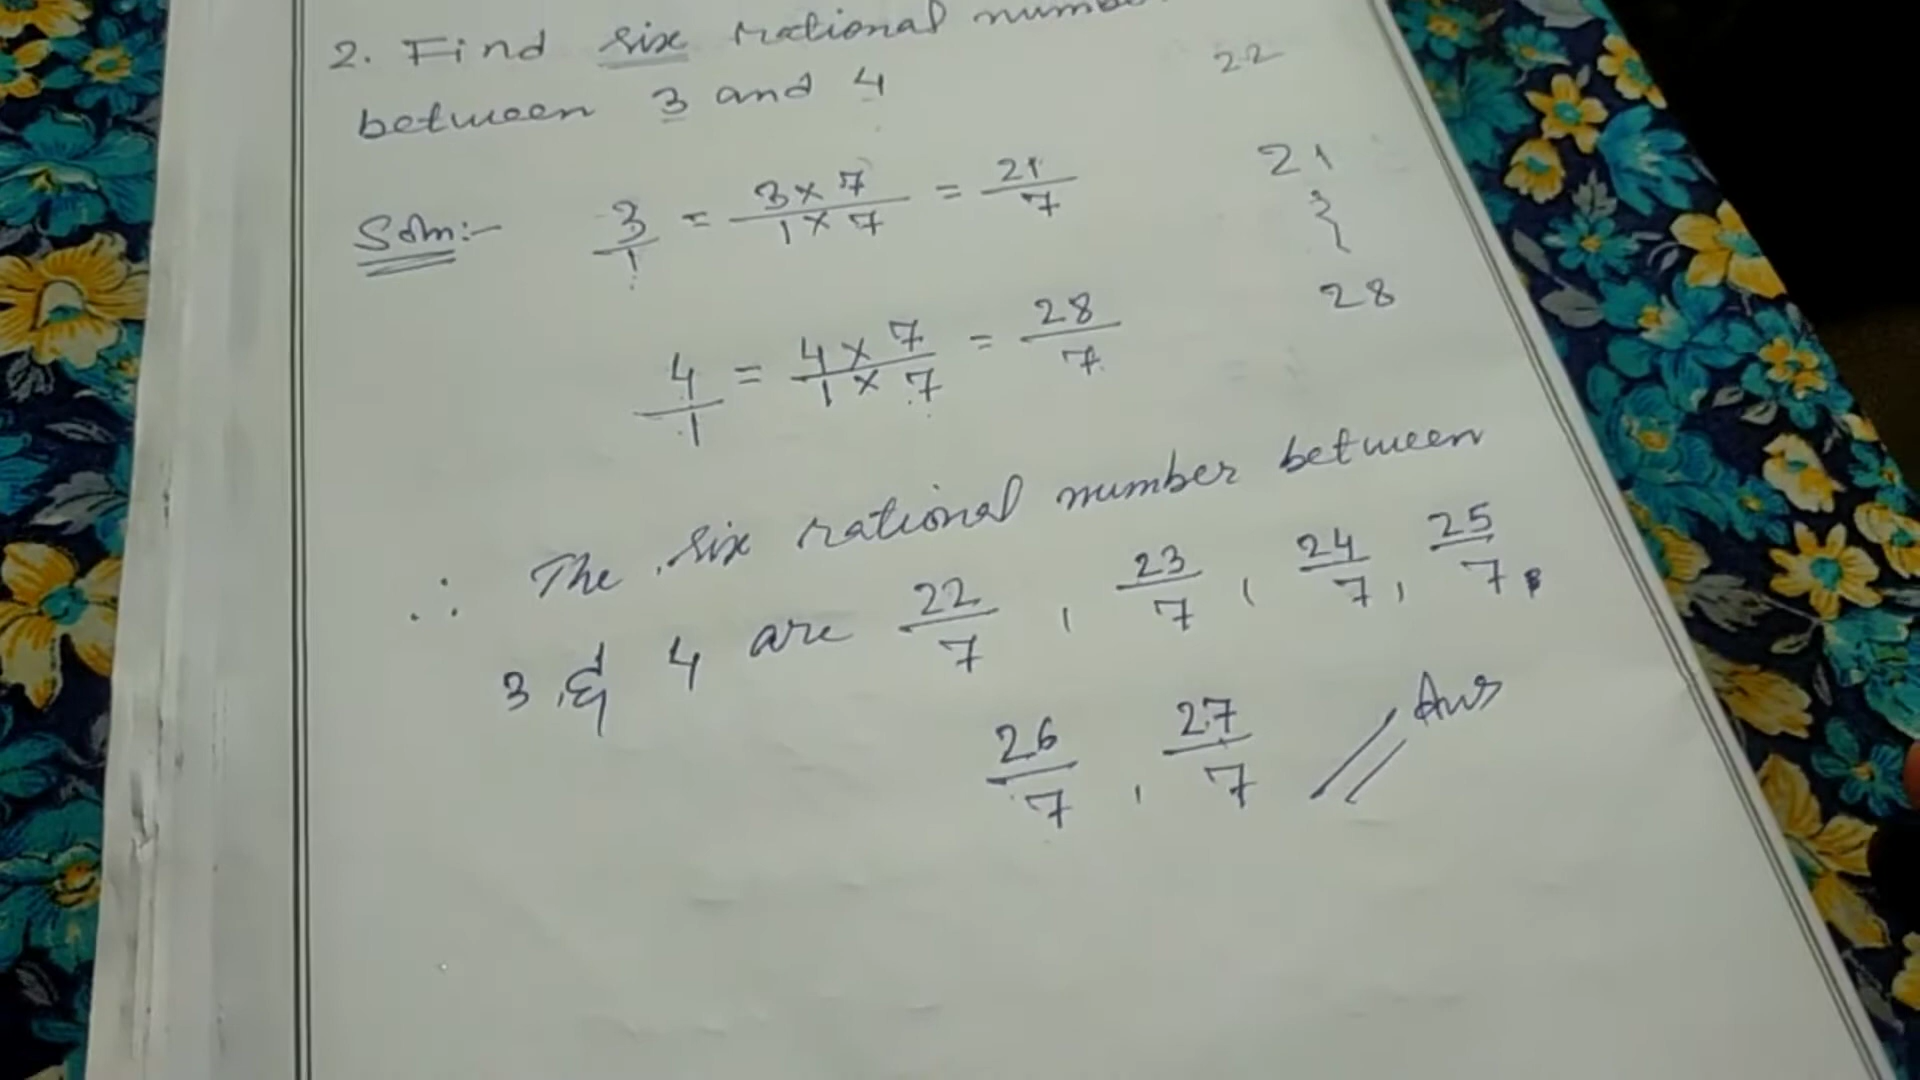 2. Find six rational
between 3 and 4
22
Soln:- 3/1 = 3×7/1×7 = 21/7
21
28
4/1 = 4×7/1×7 = 28/7
∴ The six rational number between
3 & 4 are 22/7, 23/7, 24/7, 25/7,
26/7, 27/7 // Ans